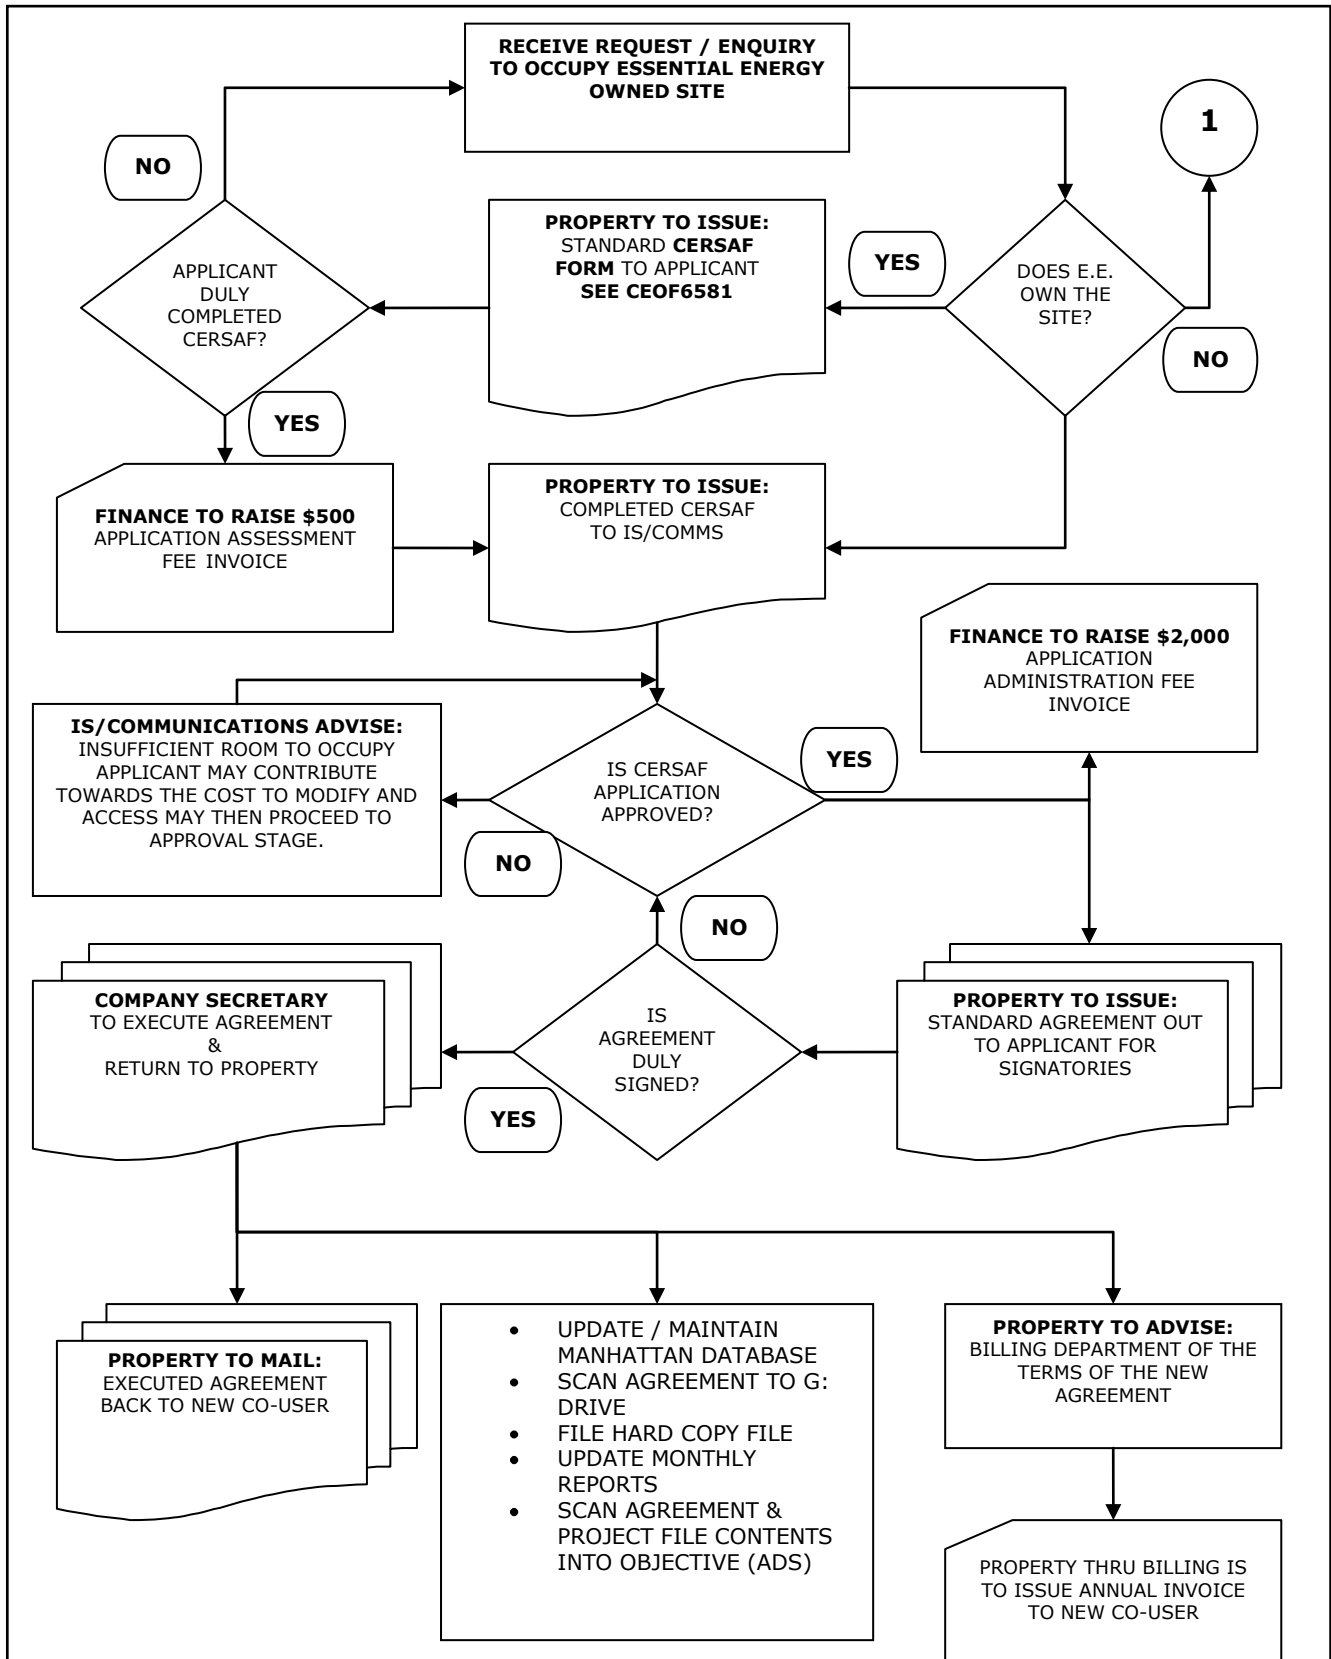 RECEIVE REQUEST / ENQUIRY
TO OCCUPY ESSENTIAL ENERGY
OWNED SITE
1
NO
APPLICANT
DULY
COMPLETED
CERSAF?
PROPERTY TO ISSUE:
STANDARD CERSAF
FORM TO APPLICANT
SEE CEOF6581
YES
DOES E.E.
OWN THE
SITE?
NO
YES
FINANCE TO RAISE $500
APPLICATION ASSESSMENT
FEE INVOICE
PROPERTY TO ISSUE:
COMPLETED CERSAF
TO IS/COMMS
FINANCE TO RAISE $2,000
APPLICATION
ADMINISTRATION FEE
INVOICE
IS/COMMUNICATIONS ADVISE:
INSUFFICIENT ROOM TO OCCUPY
APPLICANT MAY CONTRIBUTE
TOWARDS THE COST TO MODIFY AND
ACCESS MAY THEN PROCEED TO
APPROVAL STAGE.
IS CERSAF
APPLICATION
APPROVED?
YES
NO
NO
COMPANY SECRETARY
TO EXECUTE AGREEMENT
&
RETURN TO PROPERTY
IS
AGREEMENT
DULY
SIGNED?
YES
PROPERTY TO ISSUE:
STANDARD AGREEMENT OUT
TO APPLICANT FOR
SIGNATORIES
PROPERTY TO MAIL:
EXECUTED AGREEMENT
BACK TO NEW CO-USER
• UPDATE / MAINTAIN
MANHATTAN DATABASE
• SCAN AGREEMENT TO G:
DRIVE
• FILE HARD COPY FILE
• UPDATE MONTHLY
REPORTS
• SCAN AGREEMENT &
PROJECT FILE CONTENTS
INTO OBJECTIVE (ADS)
PROPERTY TO ADVISE:
BILLING DEPARTMENT OF THE
TERMS OF THE NEW
AGREEMENT
PROPERTY THRU BILLING IS
TO ISSUE ANNUAL INVOICE
TO NEW CO-USER